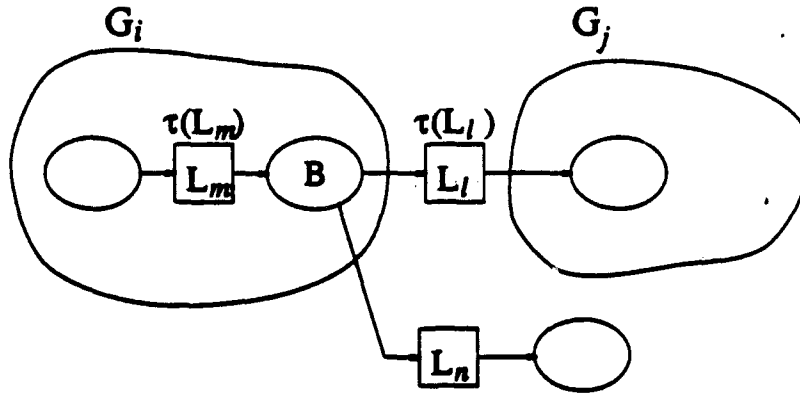 G_i G_j
τ(L_m) τ(L_l)
L_m B L_l
L_n